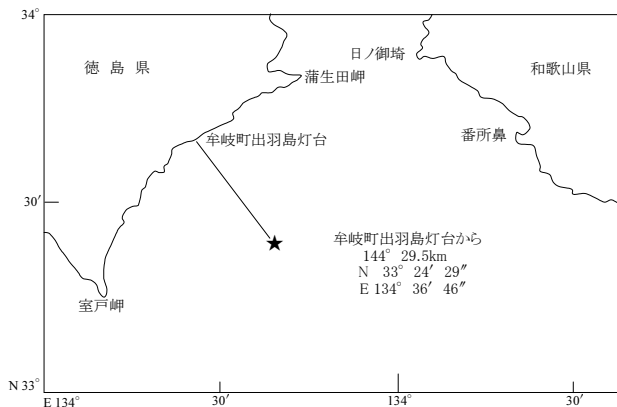 34°
徳島県
日ノ御埼
和歌山県
蒲生田岬
牟岐町出羽島灯台
番所鼻
30′
牟岐町出羽島灯台から
144° 29.5km
N 33° 24′ 29″
E 134° 36′ 46″
室戸岬
N 33°
E 134°
30′
134°
30′